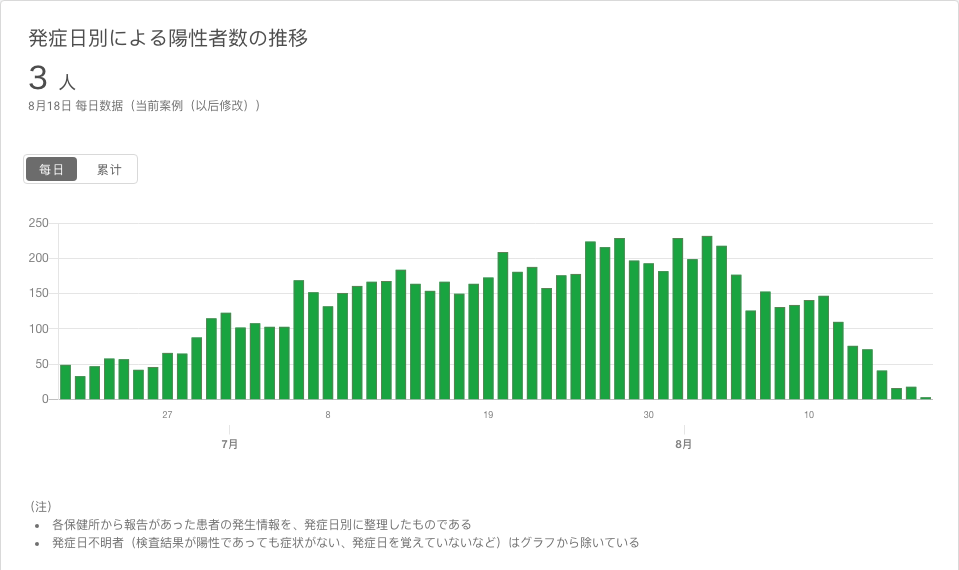 発症日別による陽性者数の推移
3 人
8月18日 每日数据（当前案例（以后修改））
每日 累计
250
200
150
100
50
0
27 8 19 30 10
7月 8月
(注)
• 各保健所から報告があった患者の発生情報を、発症日別に整理したものである
• 発症日不明者（検査結果が陽性であっても症状がない、発症日を覚えていないなど）はグラフから除いている